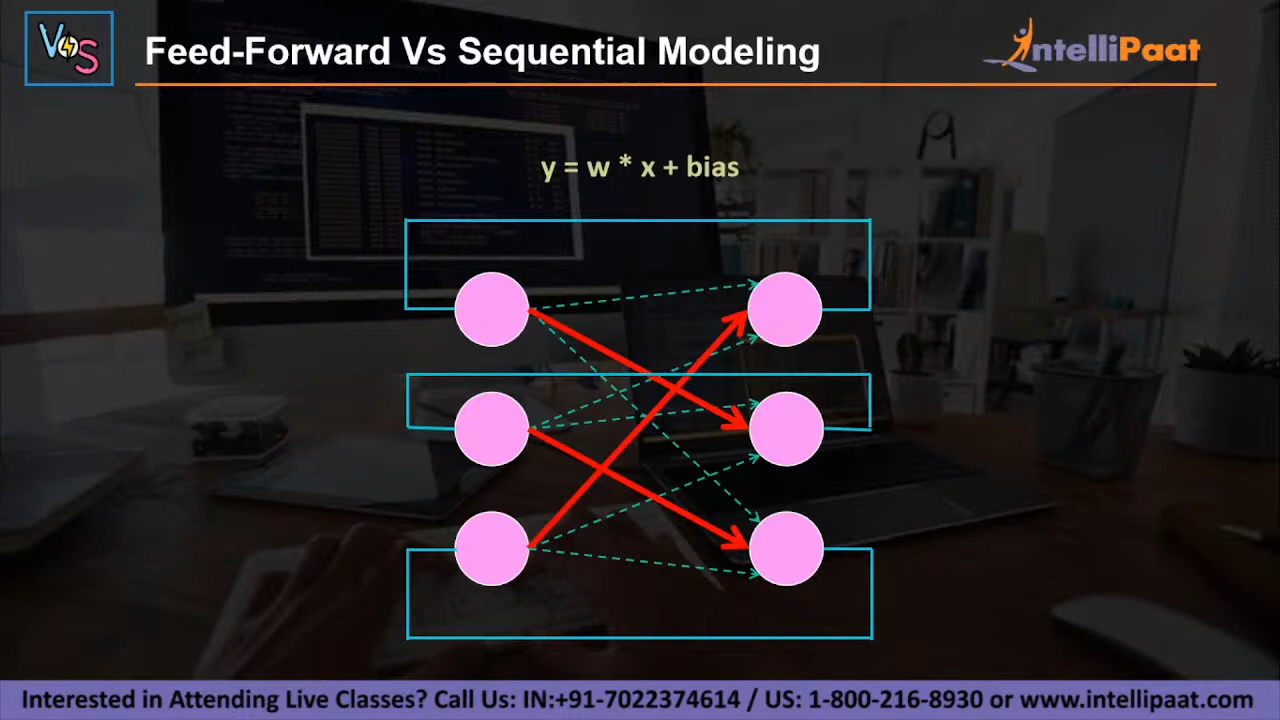 VS
Feed-Forward Vs Sequential Modeling
IntelliPaat
y = w * x + bias
Interested in Attending Live Classes? Call Us: IN:+91-7022374614 / US: 1-800-216-8930 or www.intellipaat.com